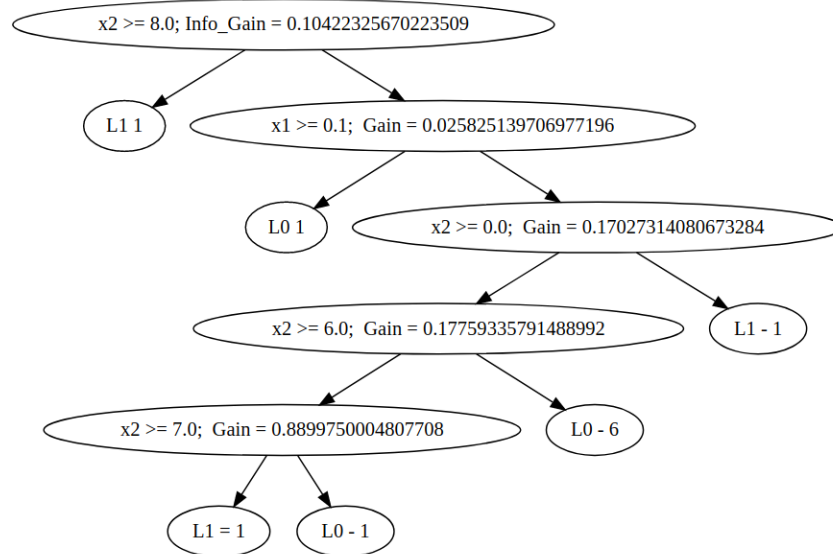 x2 >= 8.0; Info_Gain = 0.10422325670223509
L1 1
x1 >= 0.1;  Gain = 0.025825139706977196
L0 1
x2 >= 0.0;  Gain = 0.17027314080673284
x2 >= 6.0;  Gain = 0.17759335791488992
L1 - 1
x2 >= 7.0;  Gain = 0.8899750004807708
L0 - 6
L1 = 1
L0 - 1